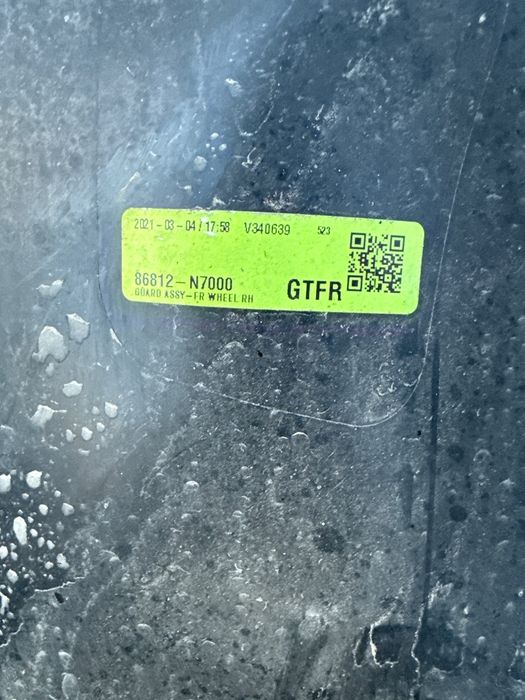 2021-03-04 / 17:58 V340639 523
86812-N7000
GUARD ASSY-FR WHEEL RH
GTFR